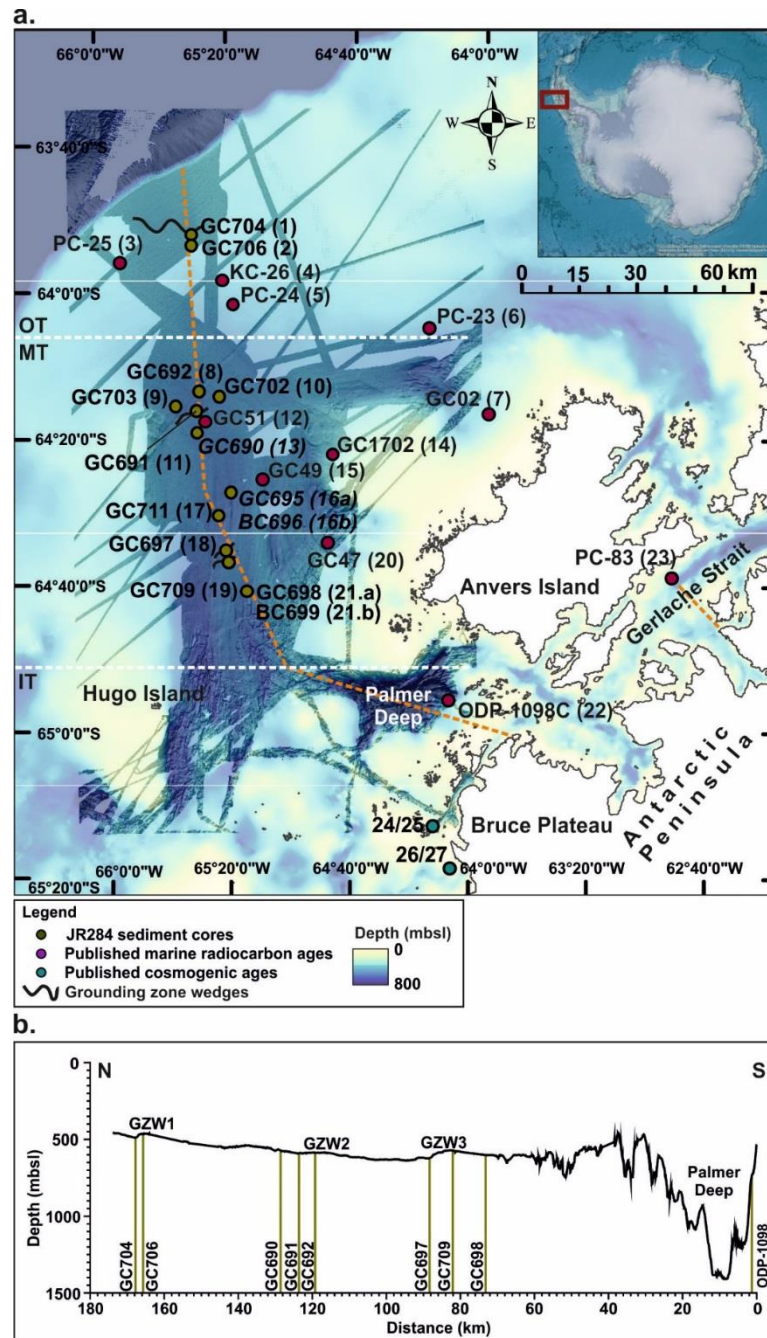 a.
66°0'0"W 65°20'0"W 64°40'0"W 64°0'0"W
N
W E
S
63°40'0"S
GC704 (1)
PC-25 (3)
GC706 (2)
KC-26 (4)
0 15 30 60 km
64°0'0"S
PC-24 (5)
OT
PC-23 (6)
MT
GC692 (8)
GC702 (10)
GC703 (9)
GC02 (7)
GC51 (12)
64°20'0"S
GC690 (13)
GC1702 (14)
GC691 (11)
GC49 (15)
GC695 (16a)
GC711 (17)
BC696 (16b)
GC697 (18)
GC47 (20)
PC-83 (23)
64°40'0"S
GC709 (19)
GC698 (21.a)
Anvers Island
Gerlache Strait
BC699 (21.b)
IT
Hugo Island
Palmer
Deep
ODP-1098C (22)
65°0'0"S
Antarctic
Peninsula
24/25
Bruce Plateau
26/27
66°0'0"W 65°20'0"W 64°40'0"W 64°0'0"W 63°20'0"W 62°40'0"W
65°20'0"S
Legend
JR284 sediment cores
Published marine radiocarbon ages
Published cosmogenic ages
Grounding zone wedges
Depth (mbsl)
0
800
b.
N S
0
500
1000
1500
Depth (mbsl)
GZW1
GZW2
GZW3
Palmer
Deep
GC704
GC706
GC690
GC691
GC692
GC697
GC709
GC698
ODP-1098
180 160 140 120 100 80 60 40 20 0
Distance (km)